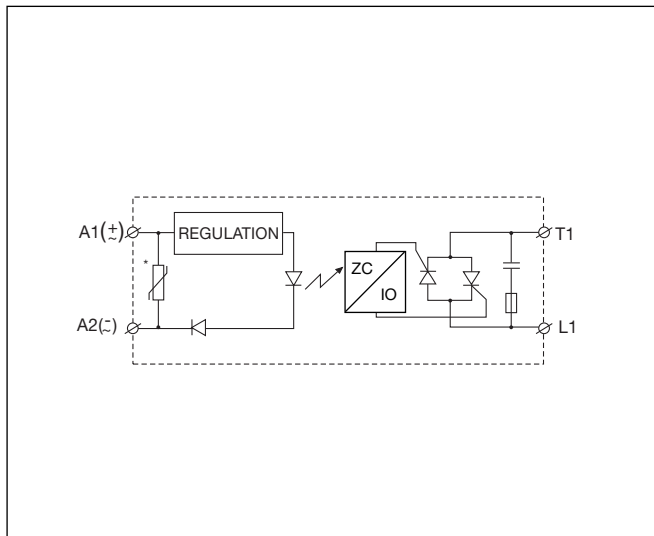 A1(±~)
REGULATION
T1
*
ZC
IO
A2(-~)
L1